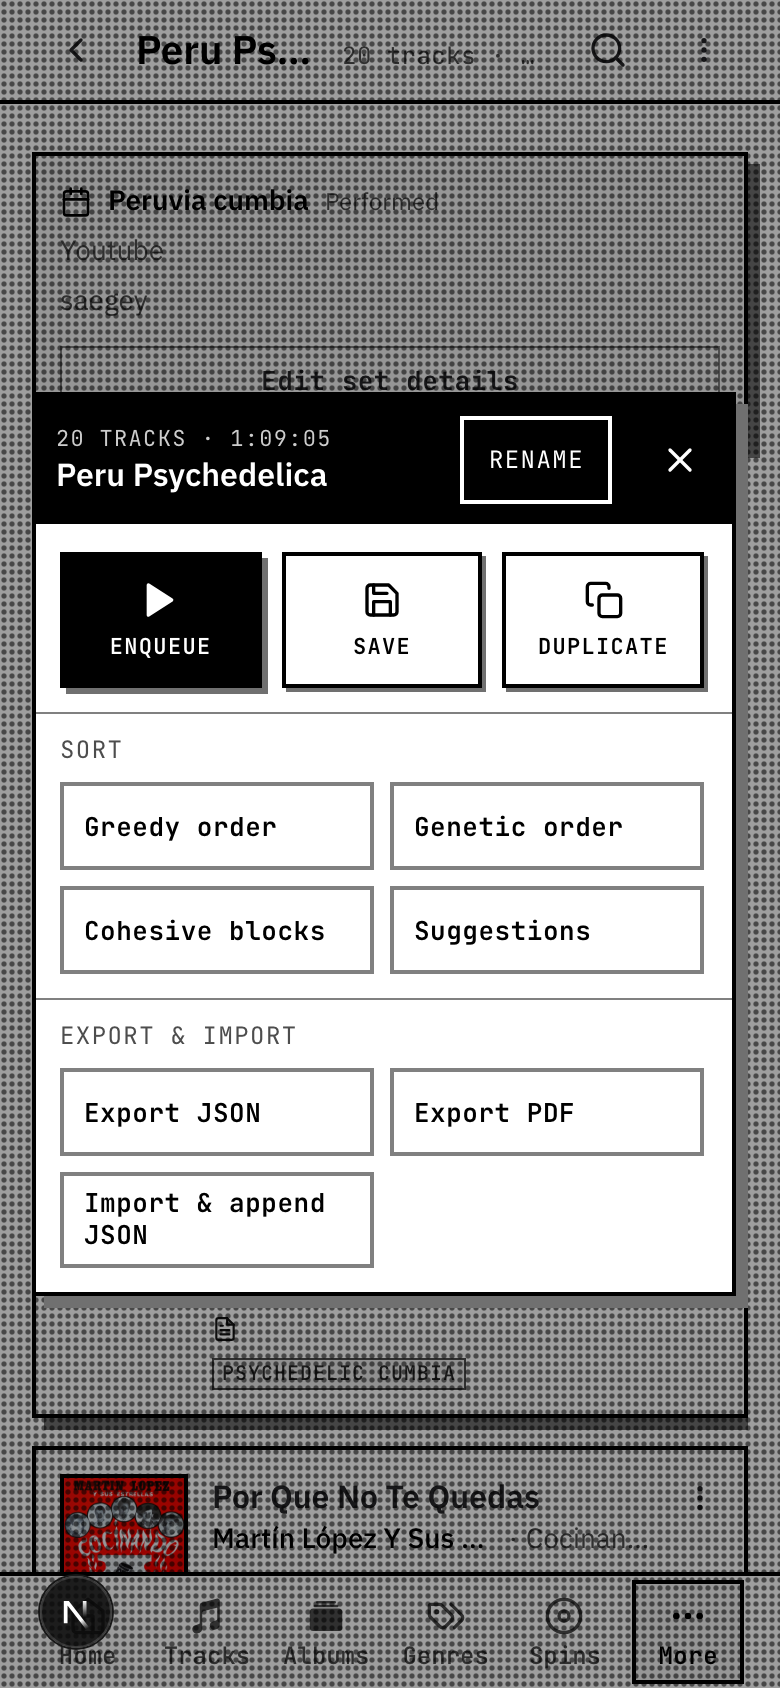 Peru Ps... 20 tracks · …
Peruvia cumbia Performed
Youtube
saegey
Edit set details
20 TRACKS · 1:09:05
Peru Psychedelica
RENAME
ENQUEUE SAVE DUPLICATE
SORT
Greedy order Genetic order
Cohesive blocks Suggestions
EXPORT & IMPORT
Export JSON Export PDF
Import & append
JSON
PSYCHEDELIC CUMBIA
MARTIN LOPEZ
COCINANDO
Por Que No Te Quedas
Martín López Y Sus ... Cocinan...
N
Home Tracks Albums Genres Spins More